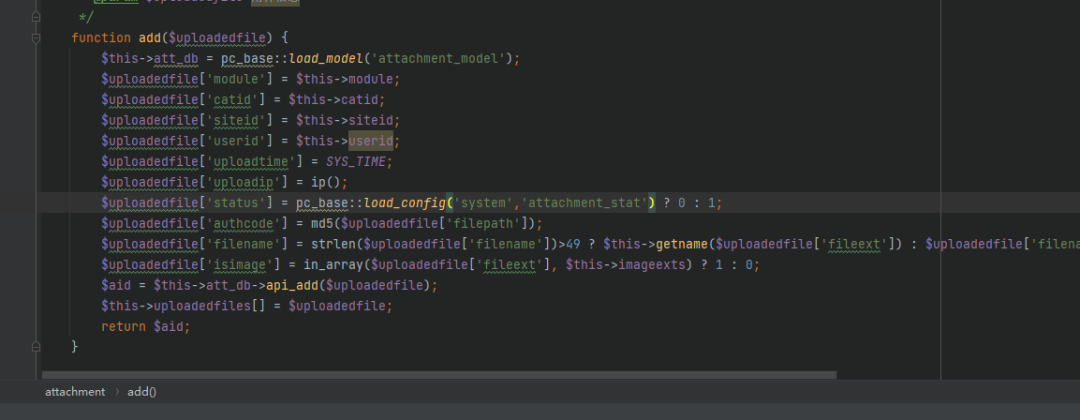 */
function add($uploadedfile) {
$this->att_db = pc_base::load_model('attachment_model');
$uploadedfile['module'] = $this->module;
$uploadedfile['catid'] = $this->catid;
$uploadedfile['siteid'] = $this->siteid;
$uploadedfile['userid'] = $this->userid;
$uploadedfile['uploadtime'] = SYS_TIME;
$uploadedfile['uploadip'] = ip();
$uploadedfile['status'] = pc_base::load_config('system','attachment_stat') ? 0 : 1;
$uploadedfile['authcode'] = md5($uploadedfile['filepath']);
$uploadedfile['filename'] = strlen($uploadedfile['filename'])>49 ? $this->getname($uploadedfile['fileext']) : $uploadedfile['filena
$uploadedfile['isimage'] = in_array($uploadedfile['fileext'], $this->imageexts) ? 1 : 0;
$aid = $this->att_db->api_add($uploadedfile);
$this->uploadedfiles[] = $uploadedfile;
return $aid;
}
attachment › add()